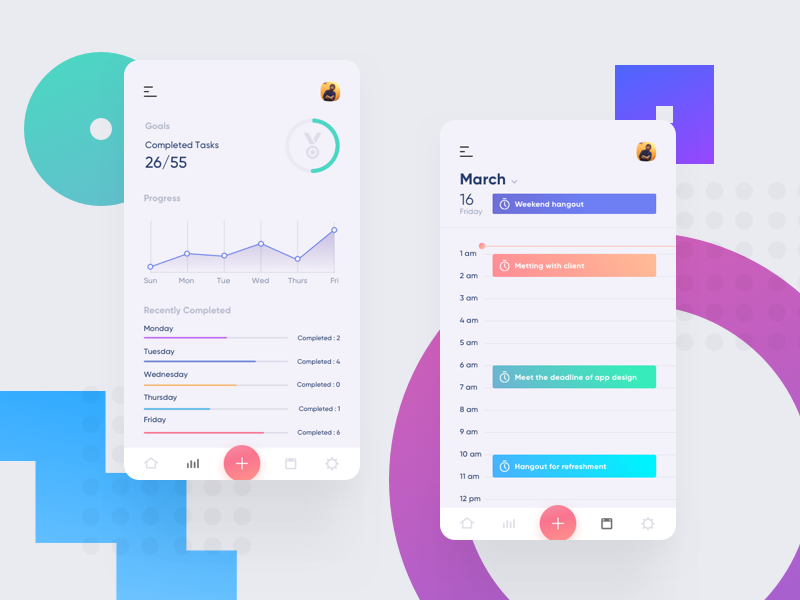 Goals
Completed Tasks
26/55
Progress
Sun Mon Tue Wed Thurs Fri
Recently Completed
Monday
Completed : 2
Tuesday
Completed : 4
Wednesday
Completed : 0
Thursday
Completed : 1
Friday
Completed : 6
March
16
Friday
Weekend hangout
1 am
Metting with client
2 am
3 am
4 am
5 am
6 am
Meet the deadline of app design
7 am
8 am
9 am
10 am
Hangout for refreshment
11 am
12 pm